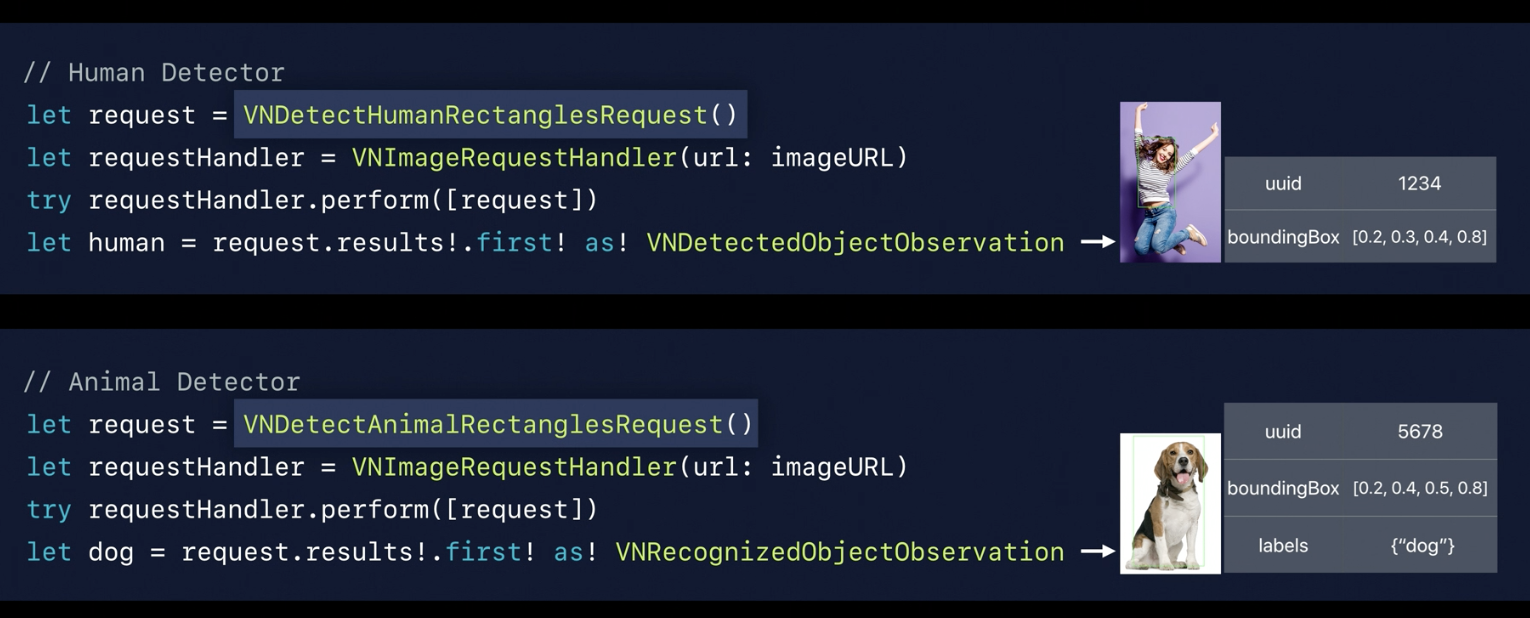 // Human Detector
let request = VNDetectHumanRectanglesRequest()
let requestHandler = VNImageRequestHandler(url: imageURL)
try requestHandler.perform([request])
let human = request.results!.first! as! VNDetectedObjectObservation
uuid 1234
boundingBox [0.2, 0.3, 0.4, 0.8]
// Animal Detector
let request = VNDetectAnimalRectanglesRequest()
let requestHandler = VNImageRequestHandler(url: imageURL)
try requestHandler.perform([request])
let dog = request.results!.first! as! VNRecognizedObjectObservation
uuid 5678
boundingBox [0.2, 0.4, 0.5, 0.8]
labels {“dog”}